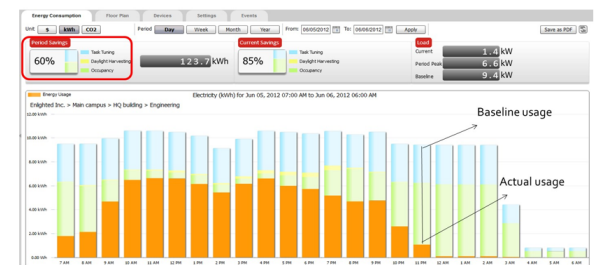 Energy Consumption Floor Plan Devices Settings Events
Unit $ kWh CO2 Period Day Week Month Year From: 06/05/2012 To: 06/06/2012 Apply Save as PDF
Period Savings
60%
Task Tuning
Daylight Harvesting
Occupancy
123.7 kWh
Current Savings
85%
Task Tuning
Daylight Harvesting
Occupancy
Load
Current 1.4 kW
Period Peak 6.6 kW
Baseline 9.4 kW
Energy Usage
Electricity (kWh) for Jun 05, 2012 07:00 AM to Jun 06, 2012 06:00 AM
Enlighted Inc. > Main campus > HQ building > Engineering
Baseline usage
Actual usage
10.00 kWh
8.00 kWh
6.00 kWh
4.00 kWh
2.00 kWh
0.00 kWh
7 AM 8 AM 9 AM 10 AM 11 AM 12 PM 1 PM 2 PM 3 PM 4 PM 5 PM 6 PM 7 PM 8 PM 9 PM 10 PM 11 PM 12 AM 1 AM 2 AM 3 AM 4 AM 5 AM 6 AM